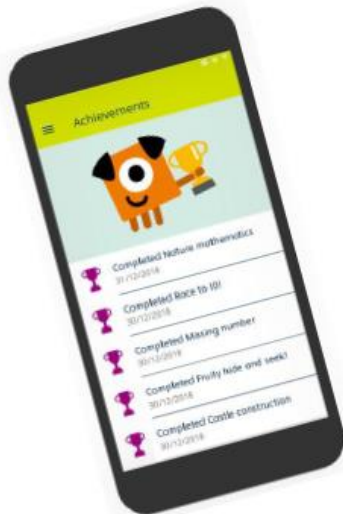 Achievements
Completed Nature mathematics
31/12/2018
Completed Race to 10!
30/12/2018
Completed Missing number
30/12/2018
Completed Fruity hide and seek!
30/12/2018
Completed Castle construction
30/12/2018